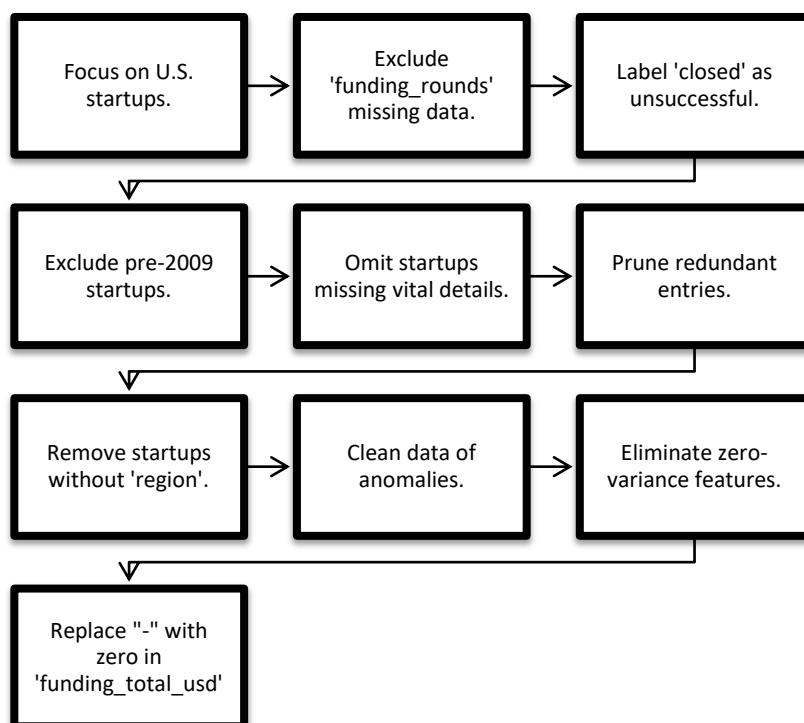 Focus on U.S.
startups.
Exclude
'funding_rounds'
missing data.
Label 'closed' as
unsuccessful.
Exclude pre-2009
startups.
Omit startups
missing vital details.
Prune redundant
entries.
Remove startups
without 'region'.
Clean data of
anomalies.
Eliminate zero-
variance features.
Replace "-" with
zero in
'funding_total_usd'